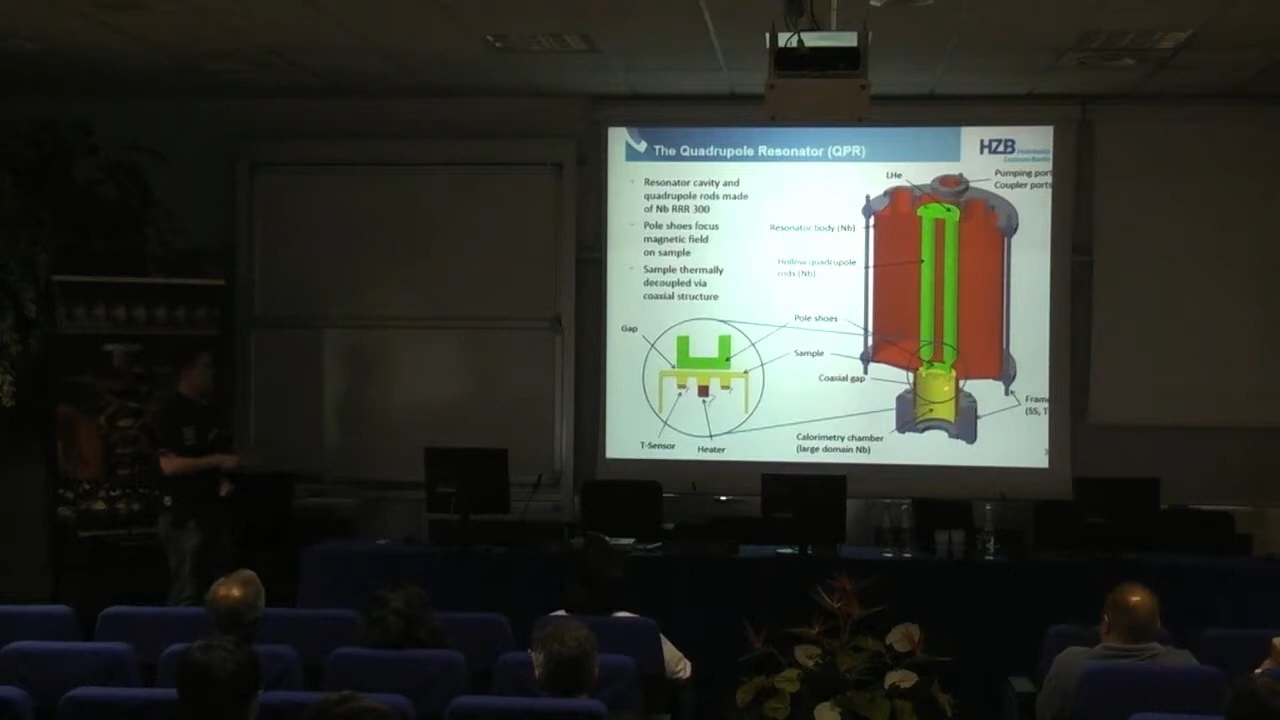 The Quadrupole Resonator (QPR)
HZB
Resonator cavity and
quadrupole rods made
of Nb RRR 300
Pole shoes focus
magnetic field
on sample
Sample thermally
decoupled via
coaxial structure
LHe
Pumping port
Coupler ports
Resonator body (Nb)
Hollow quadrupole
rods (Nb)
Pole shoes
Sample
Coaxial gap
Gap
T-Sensor
Heater
Calorimetry chamber
(large domain Nb)
Frame
(SS, T